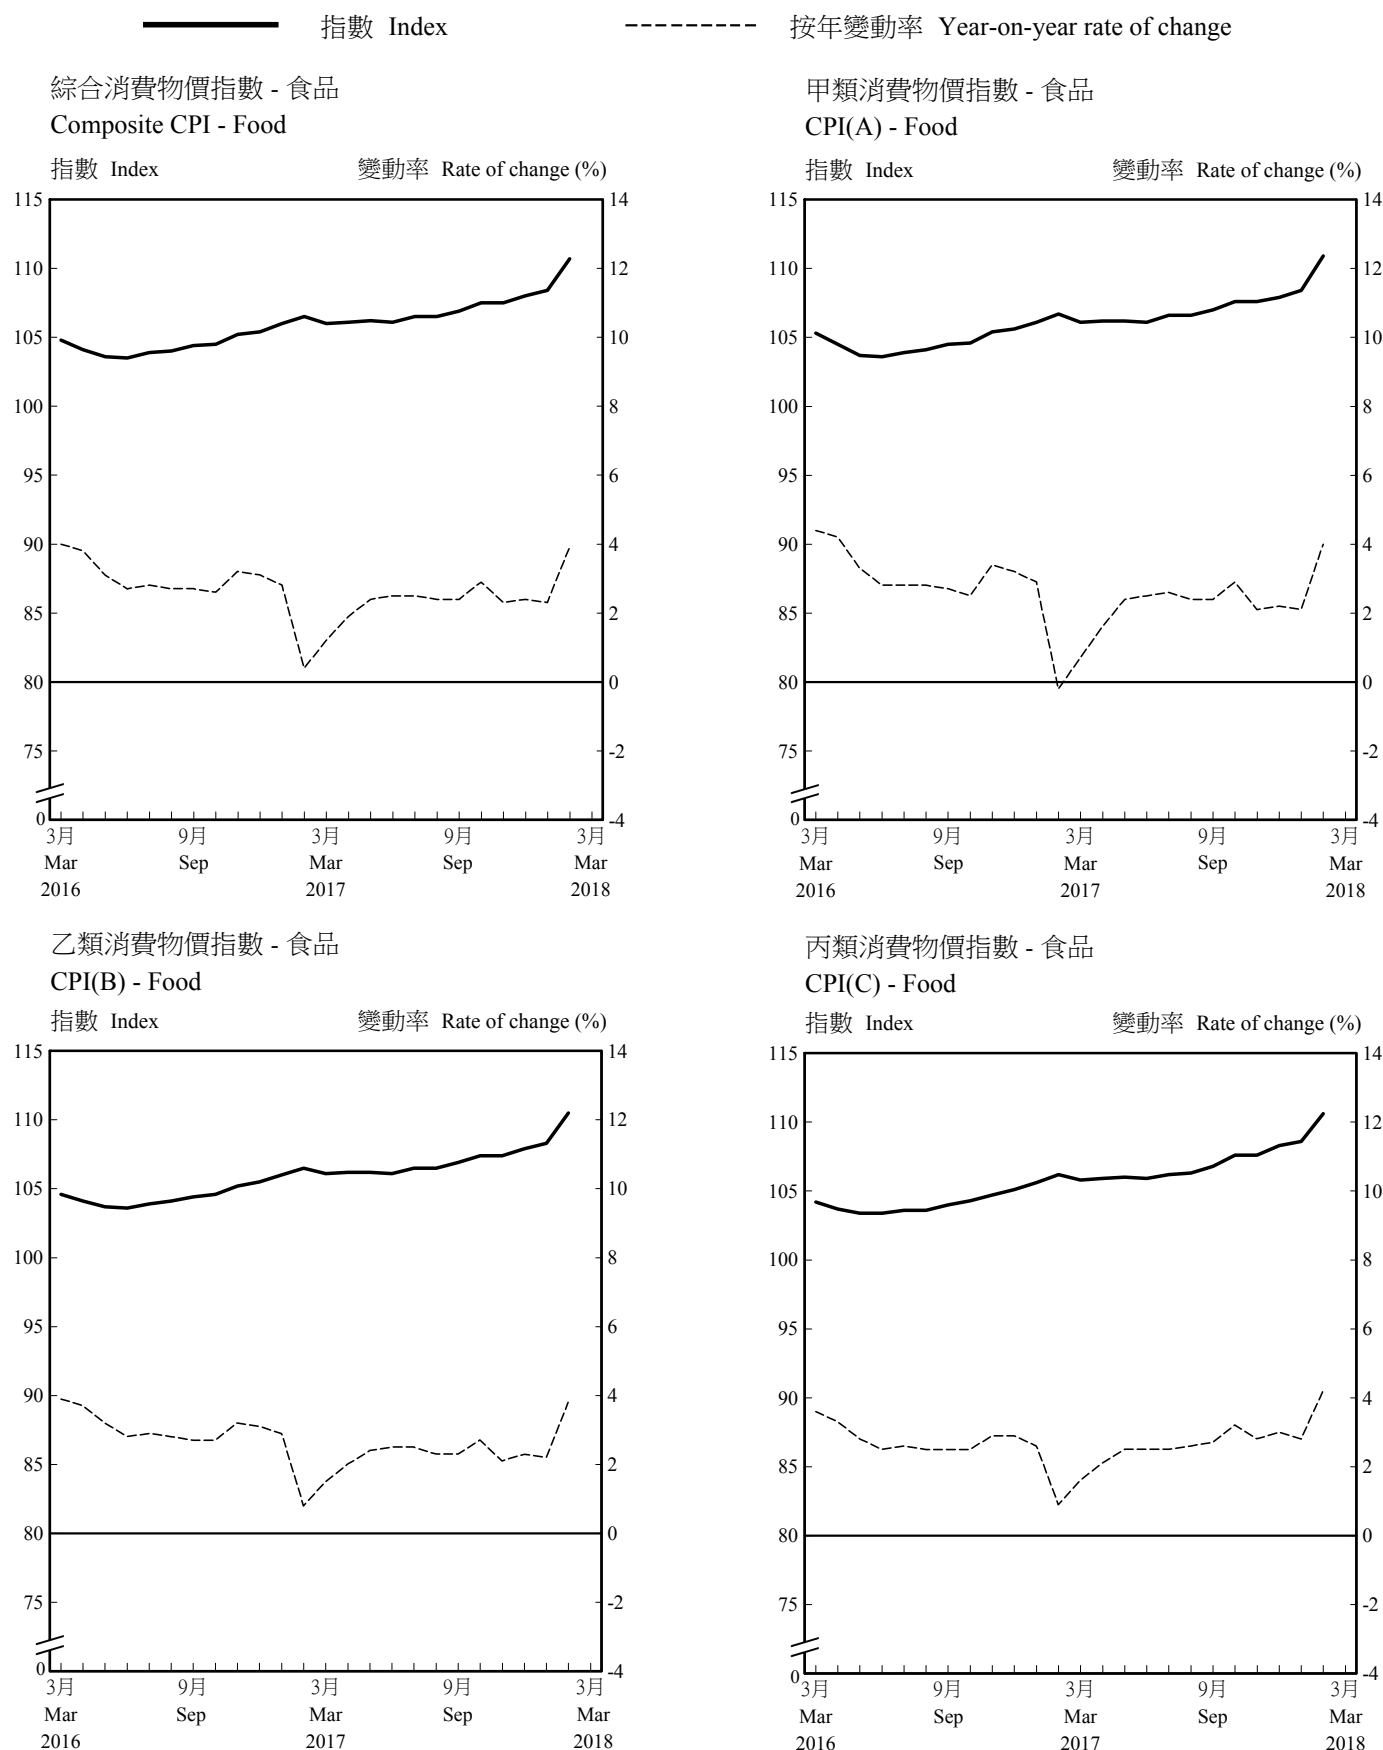 指數 Index 按年變動率 Year-on-year rate of change
綜合消費物價指數 - 食品
Composite CPI - Food
指數 Index 變動率 Rate of change (%)
115 14
110 12
105 10
100 8
95 6
90 4
85 2
80 0
75 -2
0 -4
3月 9月 3月 9月 3月
Mar Sep Mar Sep Mar
2016 2017 2018
甲類消費物價指數 - 食品
CPI(A) - Food
指數 Index 變動率 Rate of change (%)
115 14
110 12
105 10
100 8
95 6
90 4
85 2
80 0
75 -2
0 -4
3月 9月 3月 9月 3月
Mar Sep Mar Sep Mar
2016 2017 2018
乙類消費物價指數 - 食品
CPI(B) - Food
指數 Index 變動率 Rate of change (%)
115 14
110 12
105 10
100 8
95 6
90 4
85 2
80 0
75 -2
0 -4
3月 9月 3月 9月 3月
Mar Sep Mar Sep Mar
2016 2017 2018
丙類消費物價指數 - 食品
CPI(C) - Food
指數 Index 變動率 Rate of change (%)
115 14
110 12
105 10
100 8
95 6
90 4
85 2
80 0
75 -2
0 -4
3月 9月 3月 9月 3月
Mar Sep Mar Sep Mar
2016 2017 2018